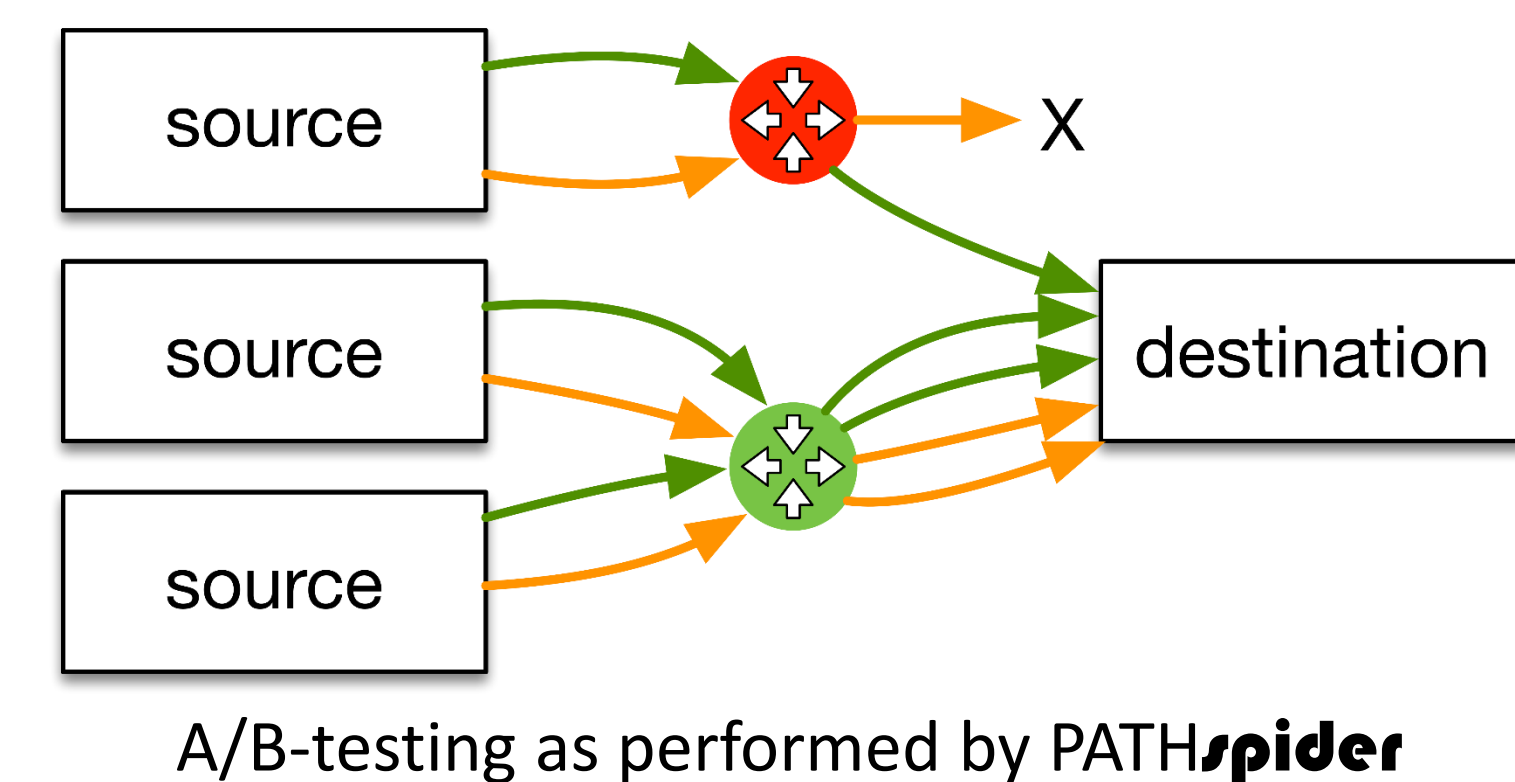 source
X
source
destination
source
A/B-testing as performed by PATHspider